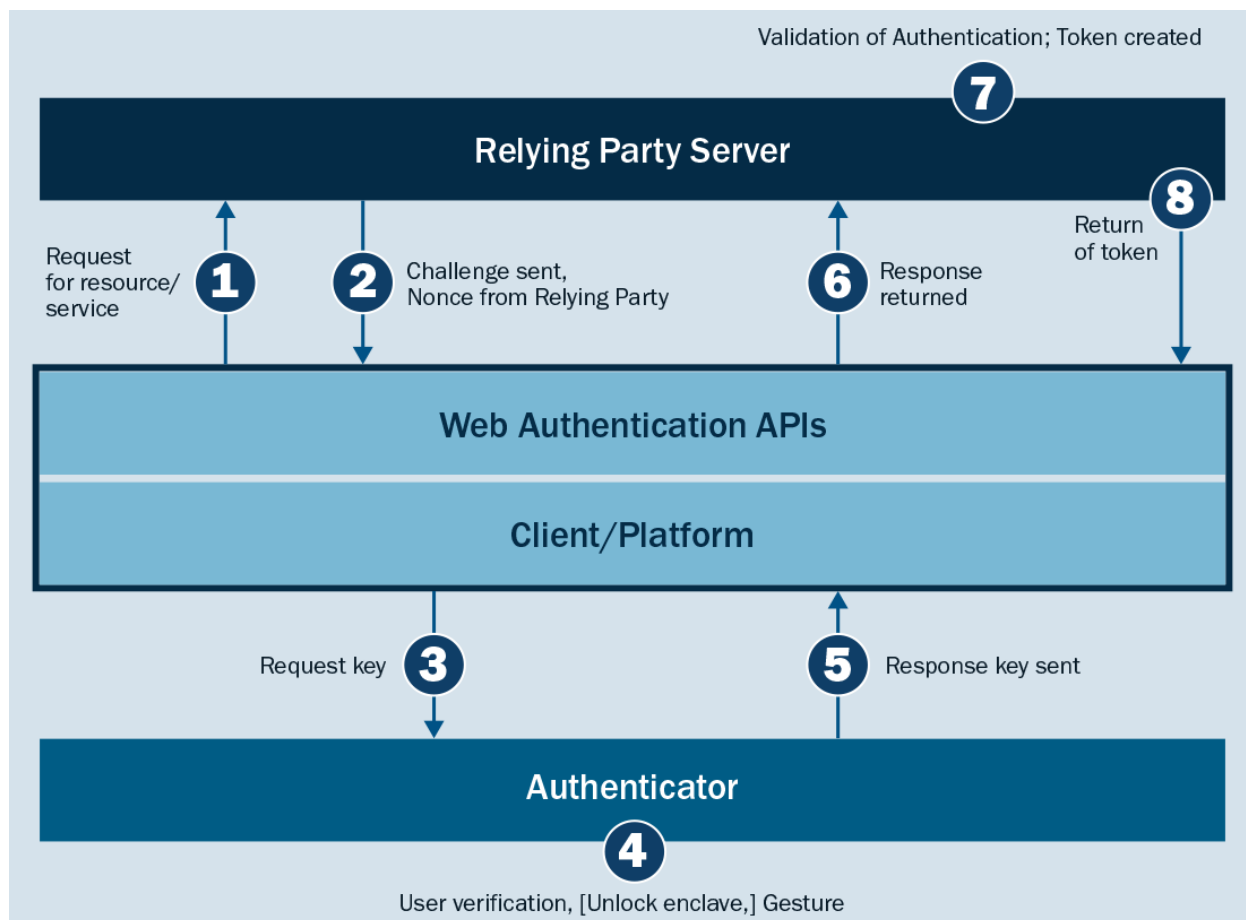 Validation of Authentication; Token created
7
Relying Party Server
8
Return
of token
Request
for resource/
service
1
2
Challenge sent,
Nonce from Relying Party
6
Response
returned
Web Authentication APIs
Client/Platform
Request key
3
5
Response key sent
Authenticator
4
User verification, [Unlock enclave,] Gesture